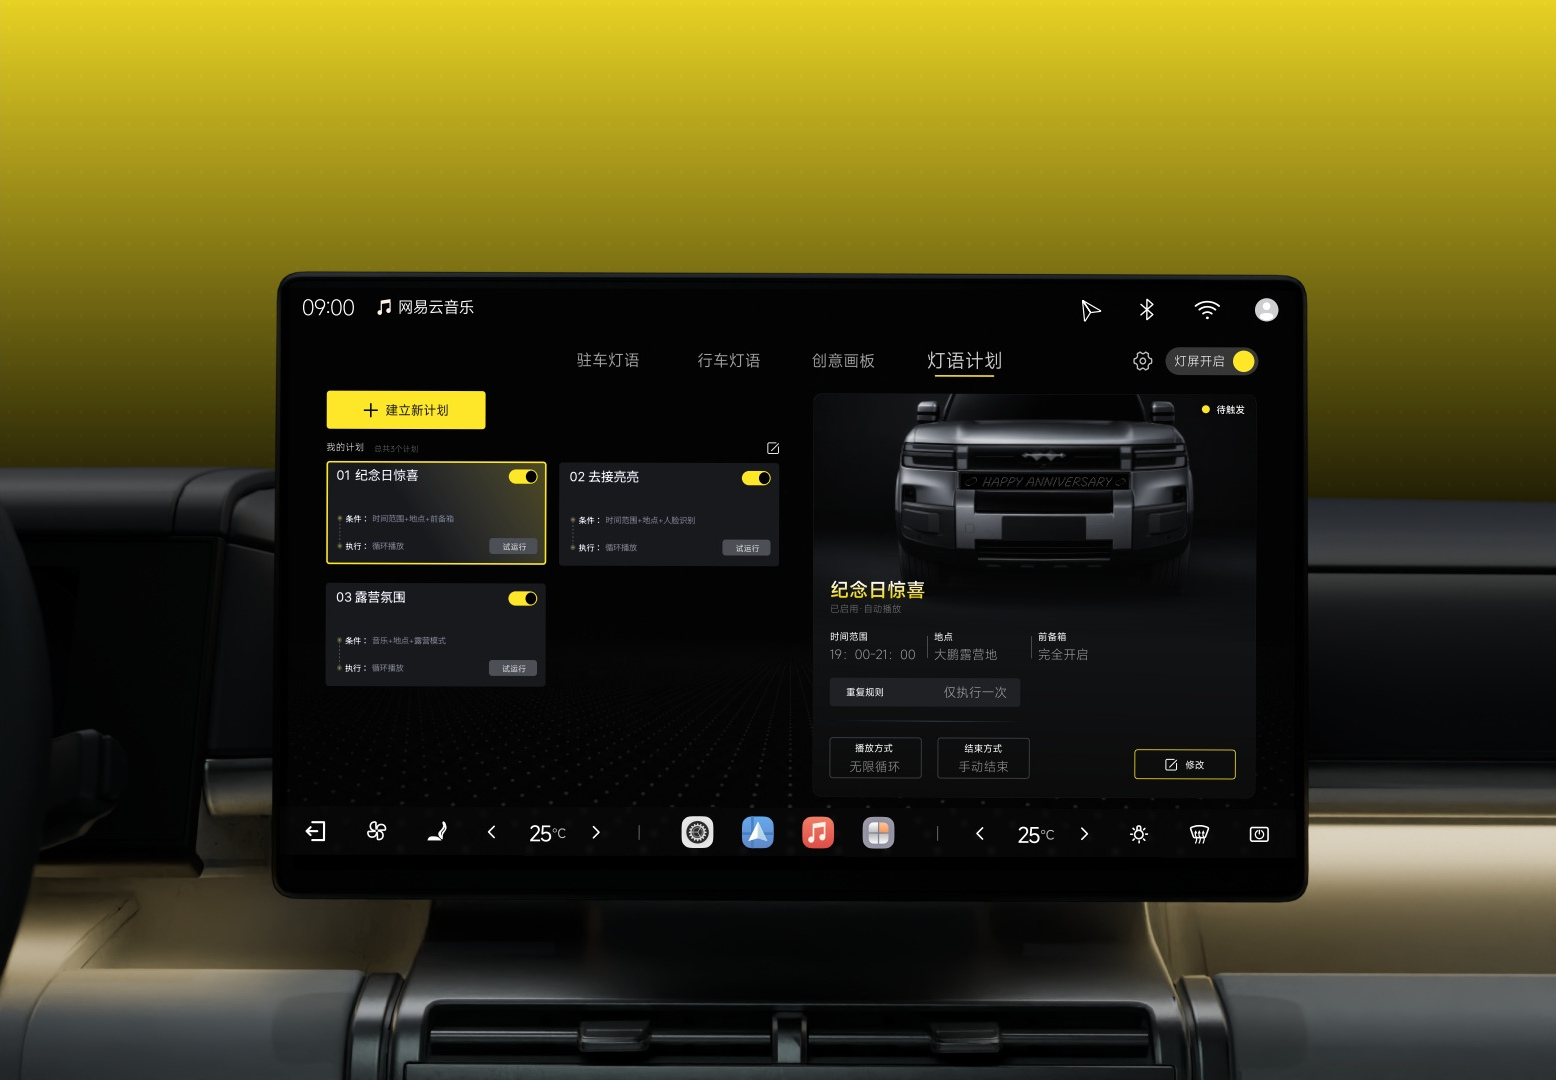 09:00 网易云音乐
驻车灯语 行车灯语 创意画板 灯语计划 灯屏开启
建立新计划
我的计划 总共3个计划
01 纪念日惊喜
条件： 时间范围+地点+前备箱
执行： 循环播放 试运行
02 去接亮亮
条件： 时间范围+地点+人脸识别
执行： 循环播放 试运行
03 露营氛围
条件： 音乐+地点+露营模式
执行： 循环播放 试运行
待触发
HAPPY ANNIVERSARY
纪念日惊喜
已启用·自动播放
时间范围 地点 前备箱
19：00-21：00 大鹏露营地 完全开启
重复规则 仅执行一次
播放方式 结束方式
无限循环 手动结束
修改
25°C 25°C